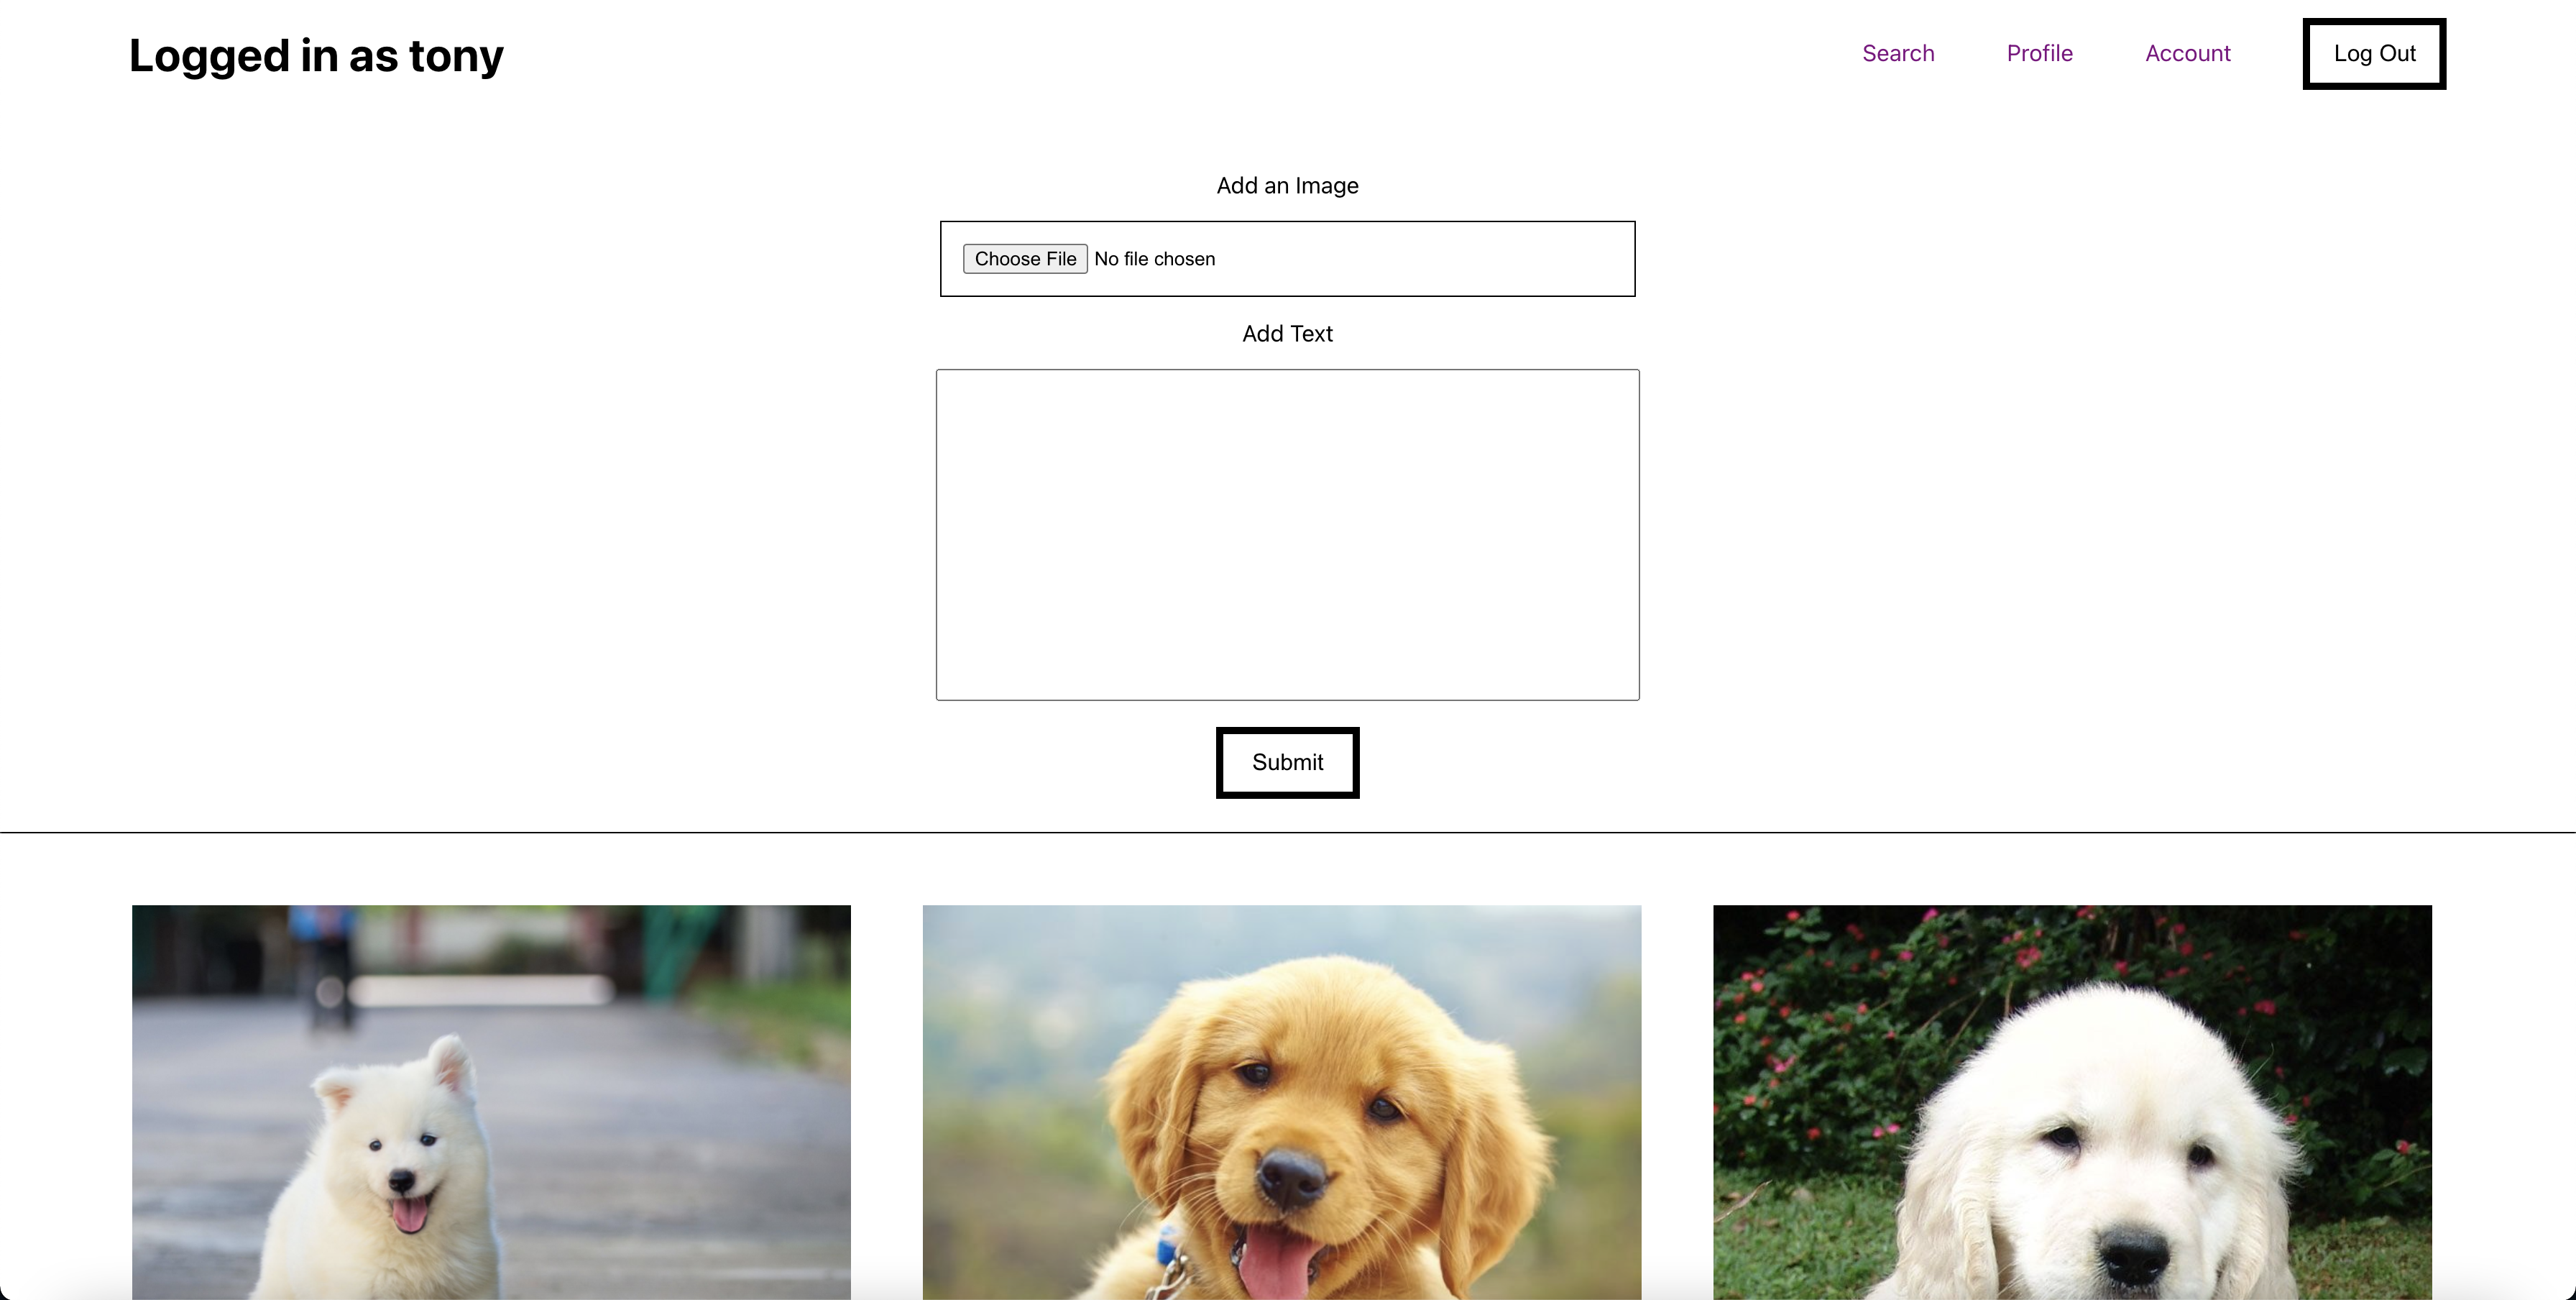 Logged in as tony
Search Profile Account Log Out
Add an Image
Choose File No file chosen
Add Text
Submit